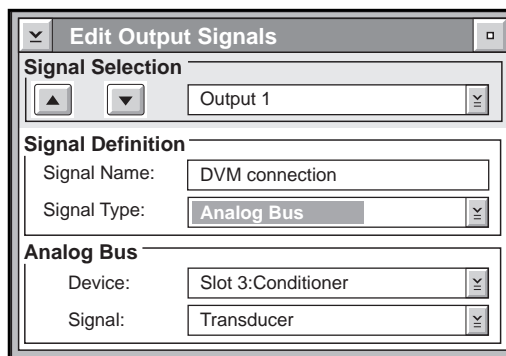 Edit Output Signals
Signal Selection
Output 1
Signal Definition
Signal Name: DVM connection
Signal Type: Analog Bus
Analog Bus
Device: Slot 3:Conditioner
Signal: Transducer